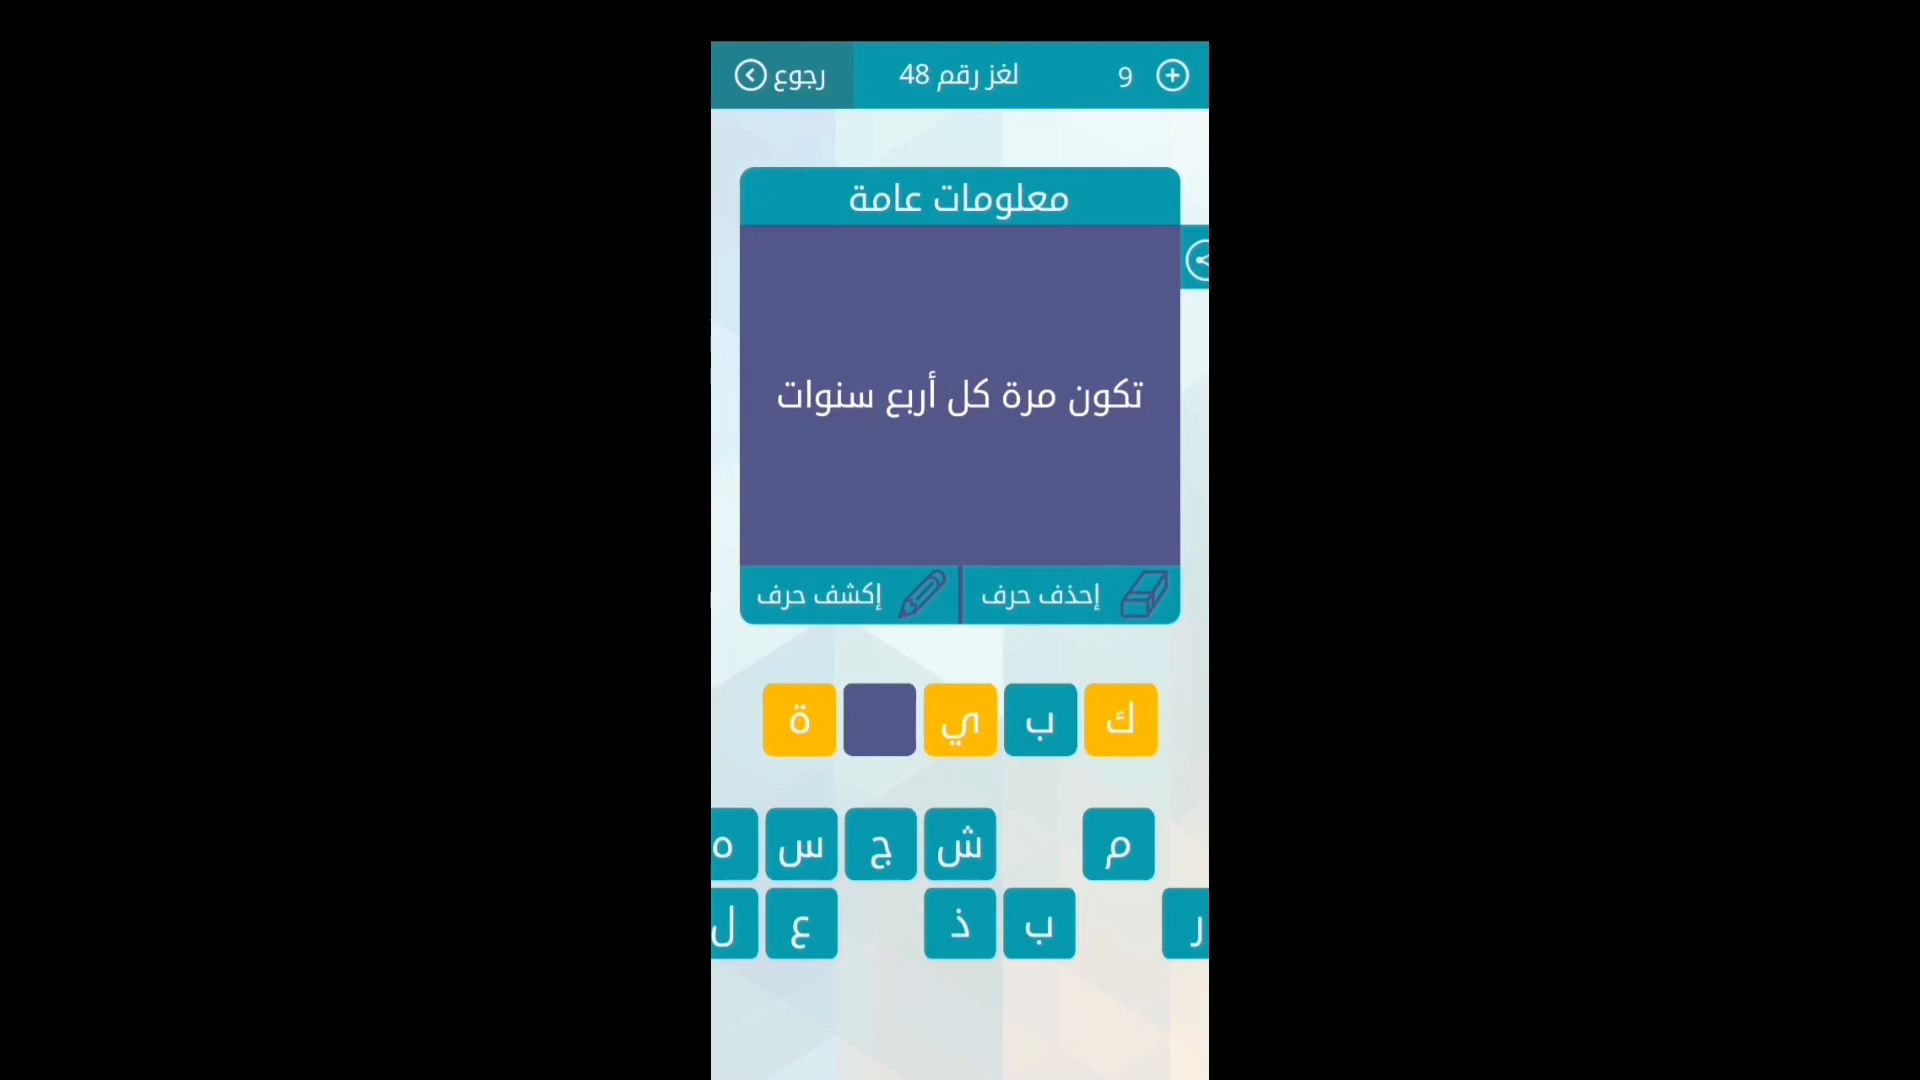 رجوع لغز رقم 48 9
معلومات عامة
تكون مرة كل أربع سنوات
إحذف حرف إكشف حرف
ك ب ي ة
م ش ج س ه
ر ب ذ ع ل